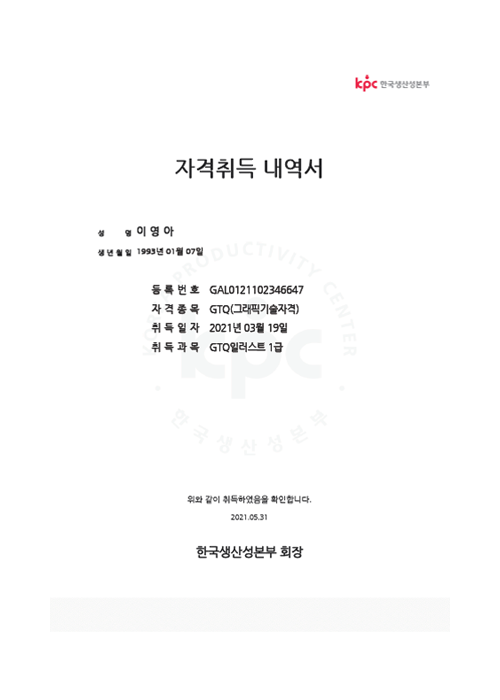 kpc 한국생산성본부
자격취득 내역서
성 명 이영아
생년월일 1993년 01월 07일
KOREA PRODUCTIVITY CENTER
등록번호 GAL0121102346647
자격종목 GTQ(그래픽기술자격)
취득일자 2021년 03월 19일
취득과목 GTQ일러스트 1급
kpc
한국생산성본부
위와 같이 취득하였음을 확인합니다.
2021.05.31
한국생산성본부 회장